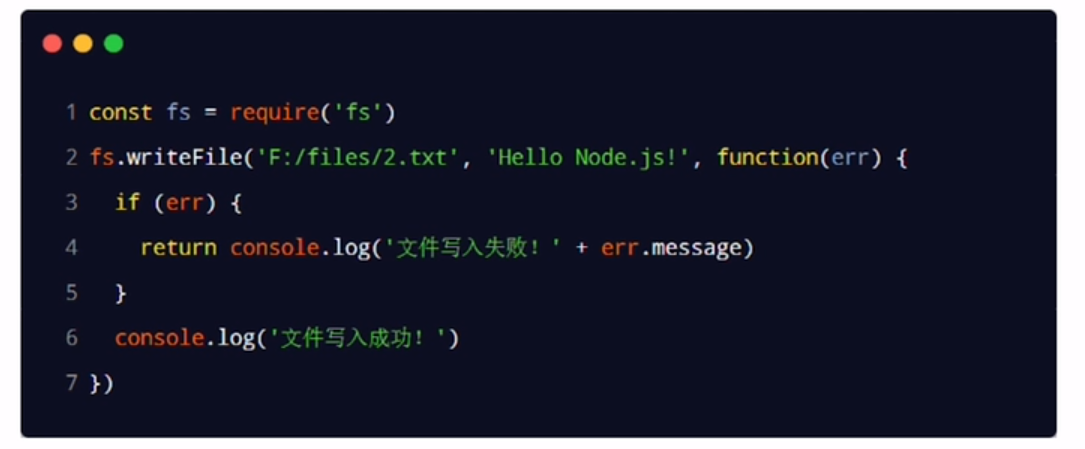 1 const fs = require('fs')
2 fs.writeFile('F:/files/2.txt', 'Hello Node.js!', function(err) {
3   if (err) {
4     return console.log('文件写入失败！' + err.message)
5   }
6   console.log('文件写入成功！')
7 })